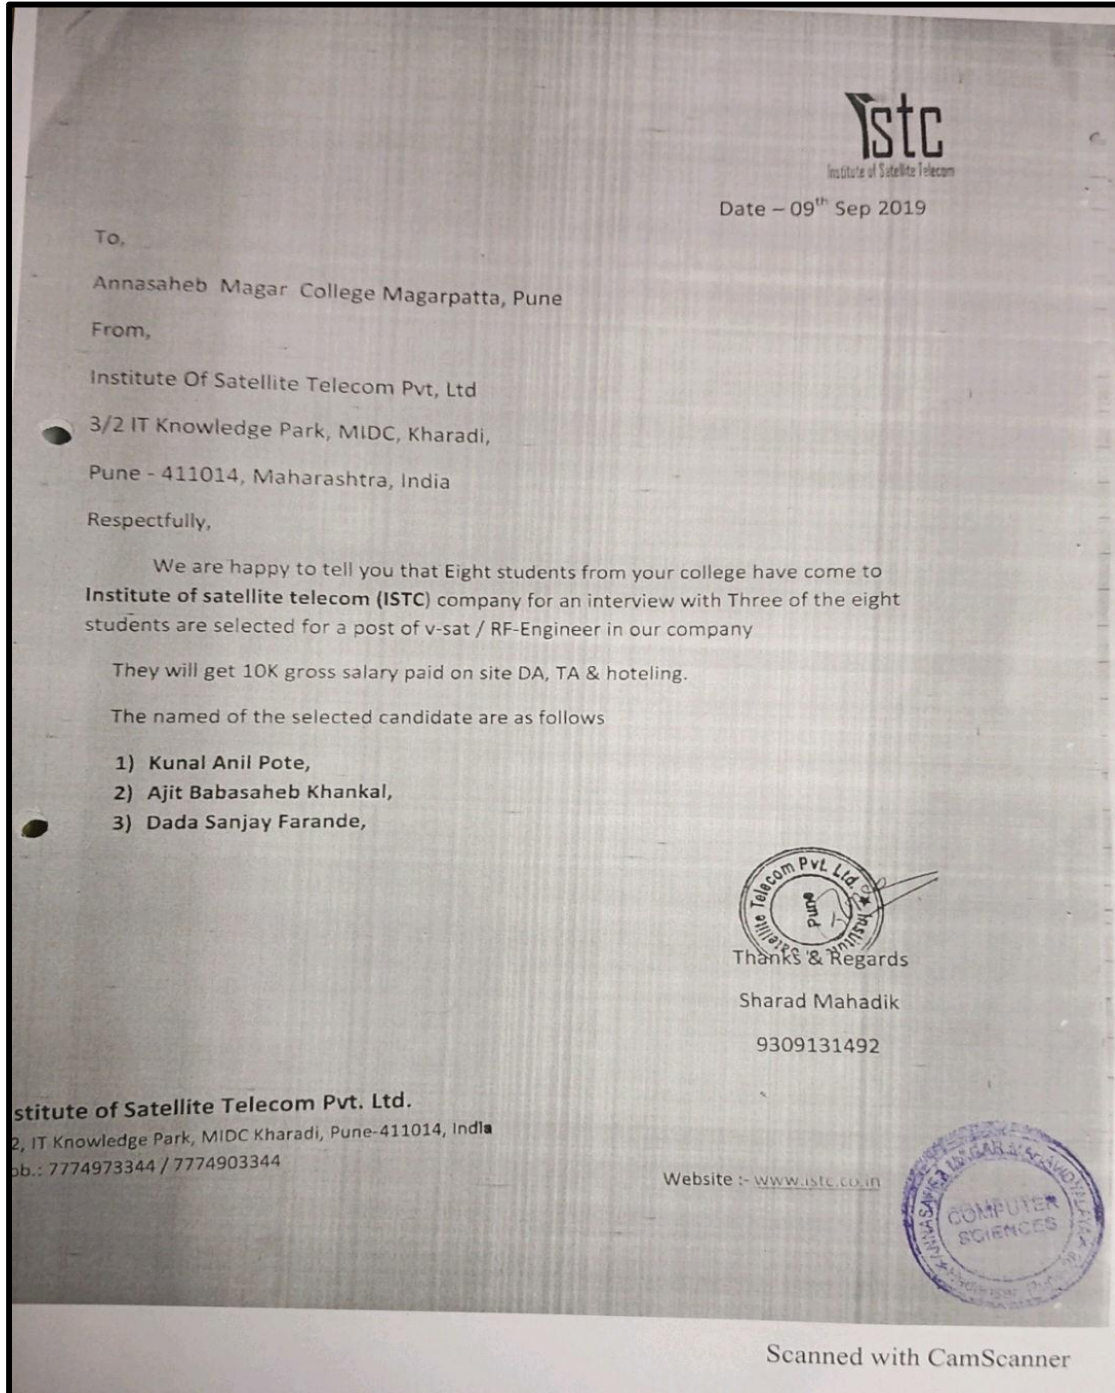 istc
Institute of Satellite Telecom
Date – 09th Sep 2019
To,
Annasaheb Magar College Magarpatta, Pune
From,
Institute Of Satellite Telecom Pvt, Ltd
3/2 IT Knowledge Park, MIDC, Kharadi,
Pune - 411014, Maharashtra, India
Respectfully,
We are happy to tell you that Eight students from your college have come to
Institute of satellite telecom (ISTC) company for an interview with Three of the eight
students are selected for a post of v-sat / RF-Engineer in our company
They will get 10K gross salary paid on site DA, TA & hoteling.
The named of the selected candidate are as follows
1) Kunal Anil Pote,
2) Ajit Babasaheb Khankal,
3) Dada Sanjay Farande,
Satellite Telecom Pvt. Ltd. ★ Pune
Thanks & Regards
Sharad Mahadik
9309131492
stitute of Satellite Telecom Pvt. Ltd.
2, IT Knowledge Park, MIDC Kharadi, Pune-411014, India
ob.: 7774973344 / 7774903344
Website :- www.istc.co.in
ANNASAHEB MAGAR MAHAVIDYALAYA
COMPUTER
SCIENCES
Scanned with CamScanner